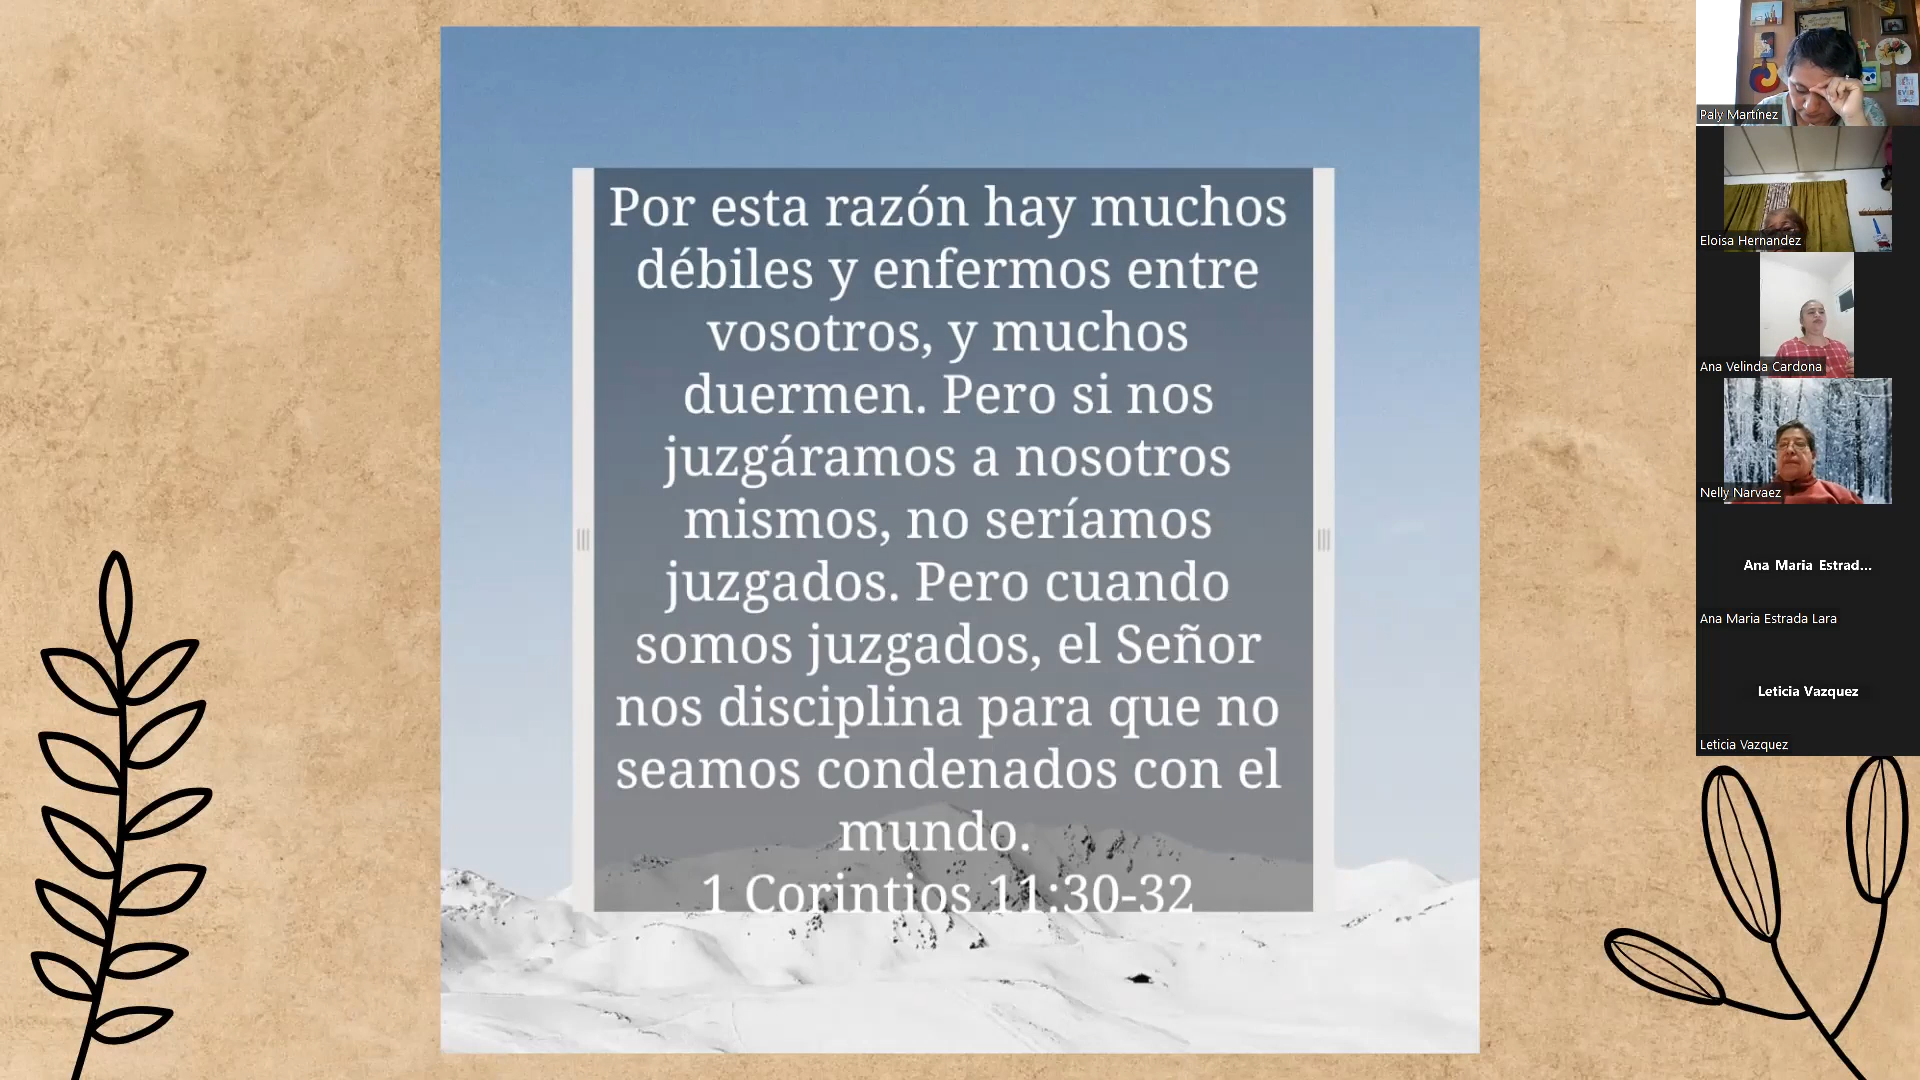 Por esta razón hay muchos
débiles y enfermos entre
vosotros, y muchos
duermen. Pero si nos
juzgáramos a nosotros
mismos, no seríamos
juzgados. Pero cuando
somos juzgados, el Señor
nos disciplina para que no
seamos condenados con el
mundo.
1 Corintios 11:30-32
Paly Martínez
Eloisa Hernandez
Ana Velinda Cardona
Nelly Narvaez
Ana Maria Estrad...
Ana Maria Estrada Lara
Leticia Vazquez
Leticia Vazquez